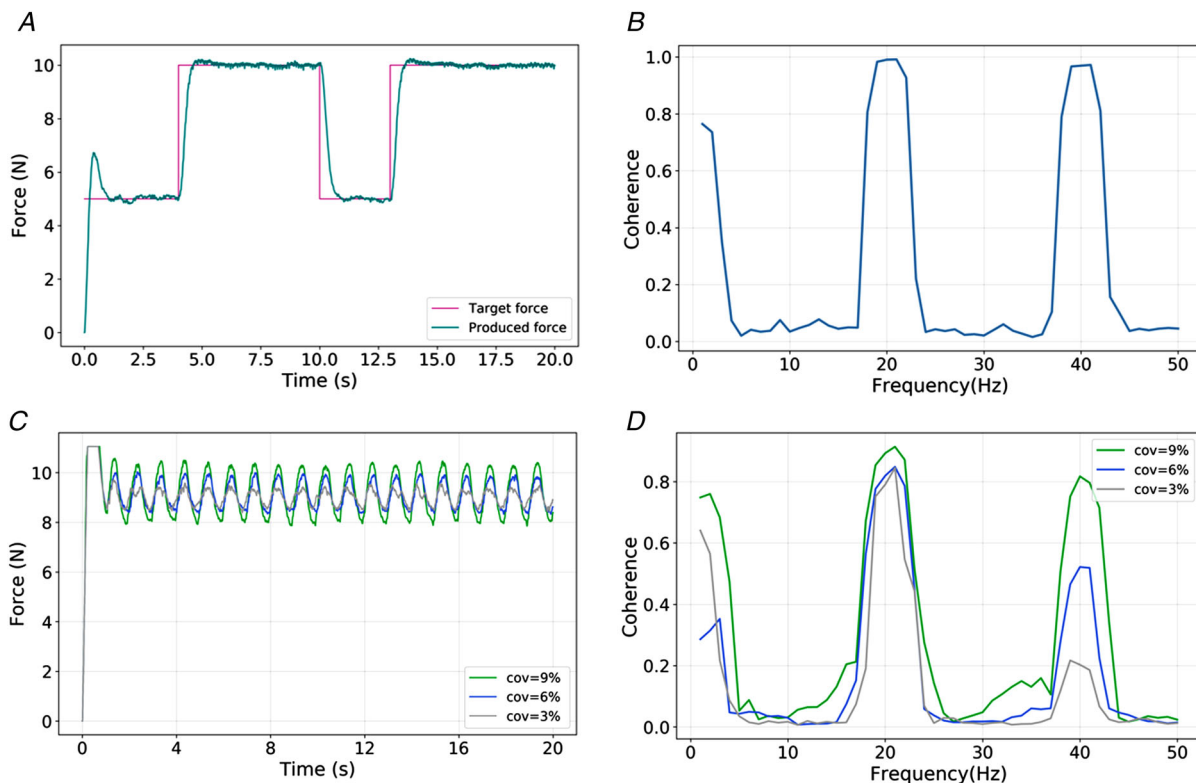 A
Force (N)
10
8
6
4
2
0
0.0 2.5 5.0 7.5 10.0 12.5 15.0 17.5 20.0
Time (s)
Target force
Produced force
B
Coherence
1.0
0.8
0.6
0.4
0.2
0.0
0 10 20 30 40 50
Frequency(Hz)
C
Force (N)
10
8
6
4
2
0
0 4 8 12 16 20
Time (s)
cov=9%
cov=6%
cov=3%
D
Coherence
0.8
0.6
0.4
0.2
0.0
0 10 20 30 40 50
Frequency(Hz)
cov=9%
cov=6%
cov=3%